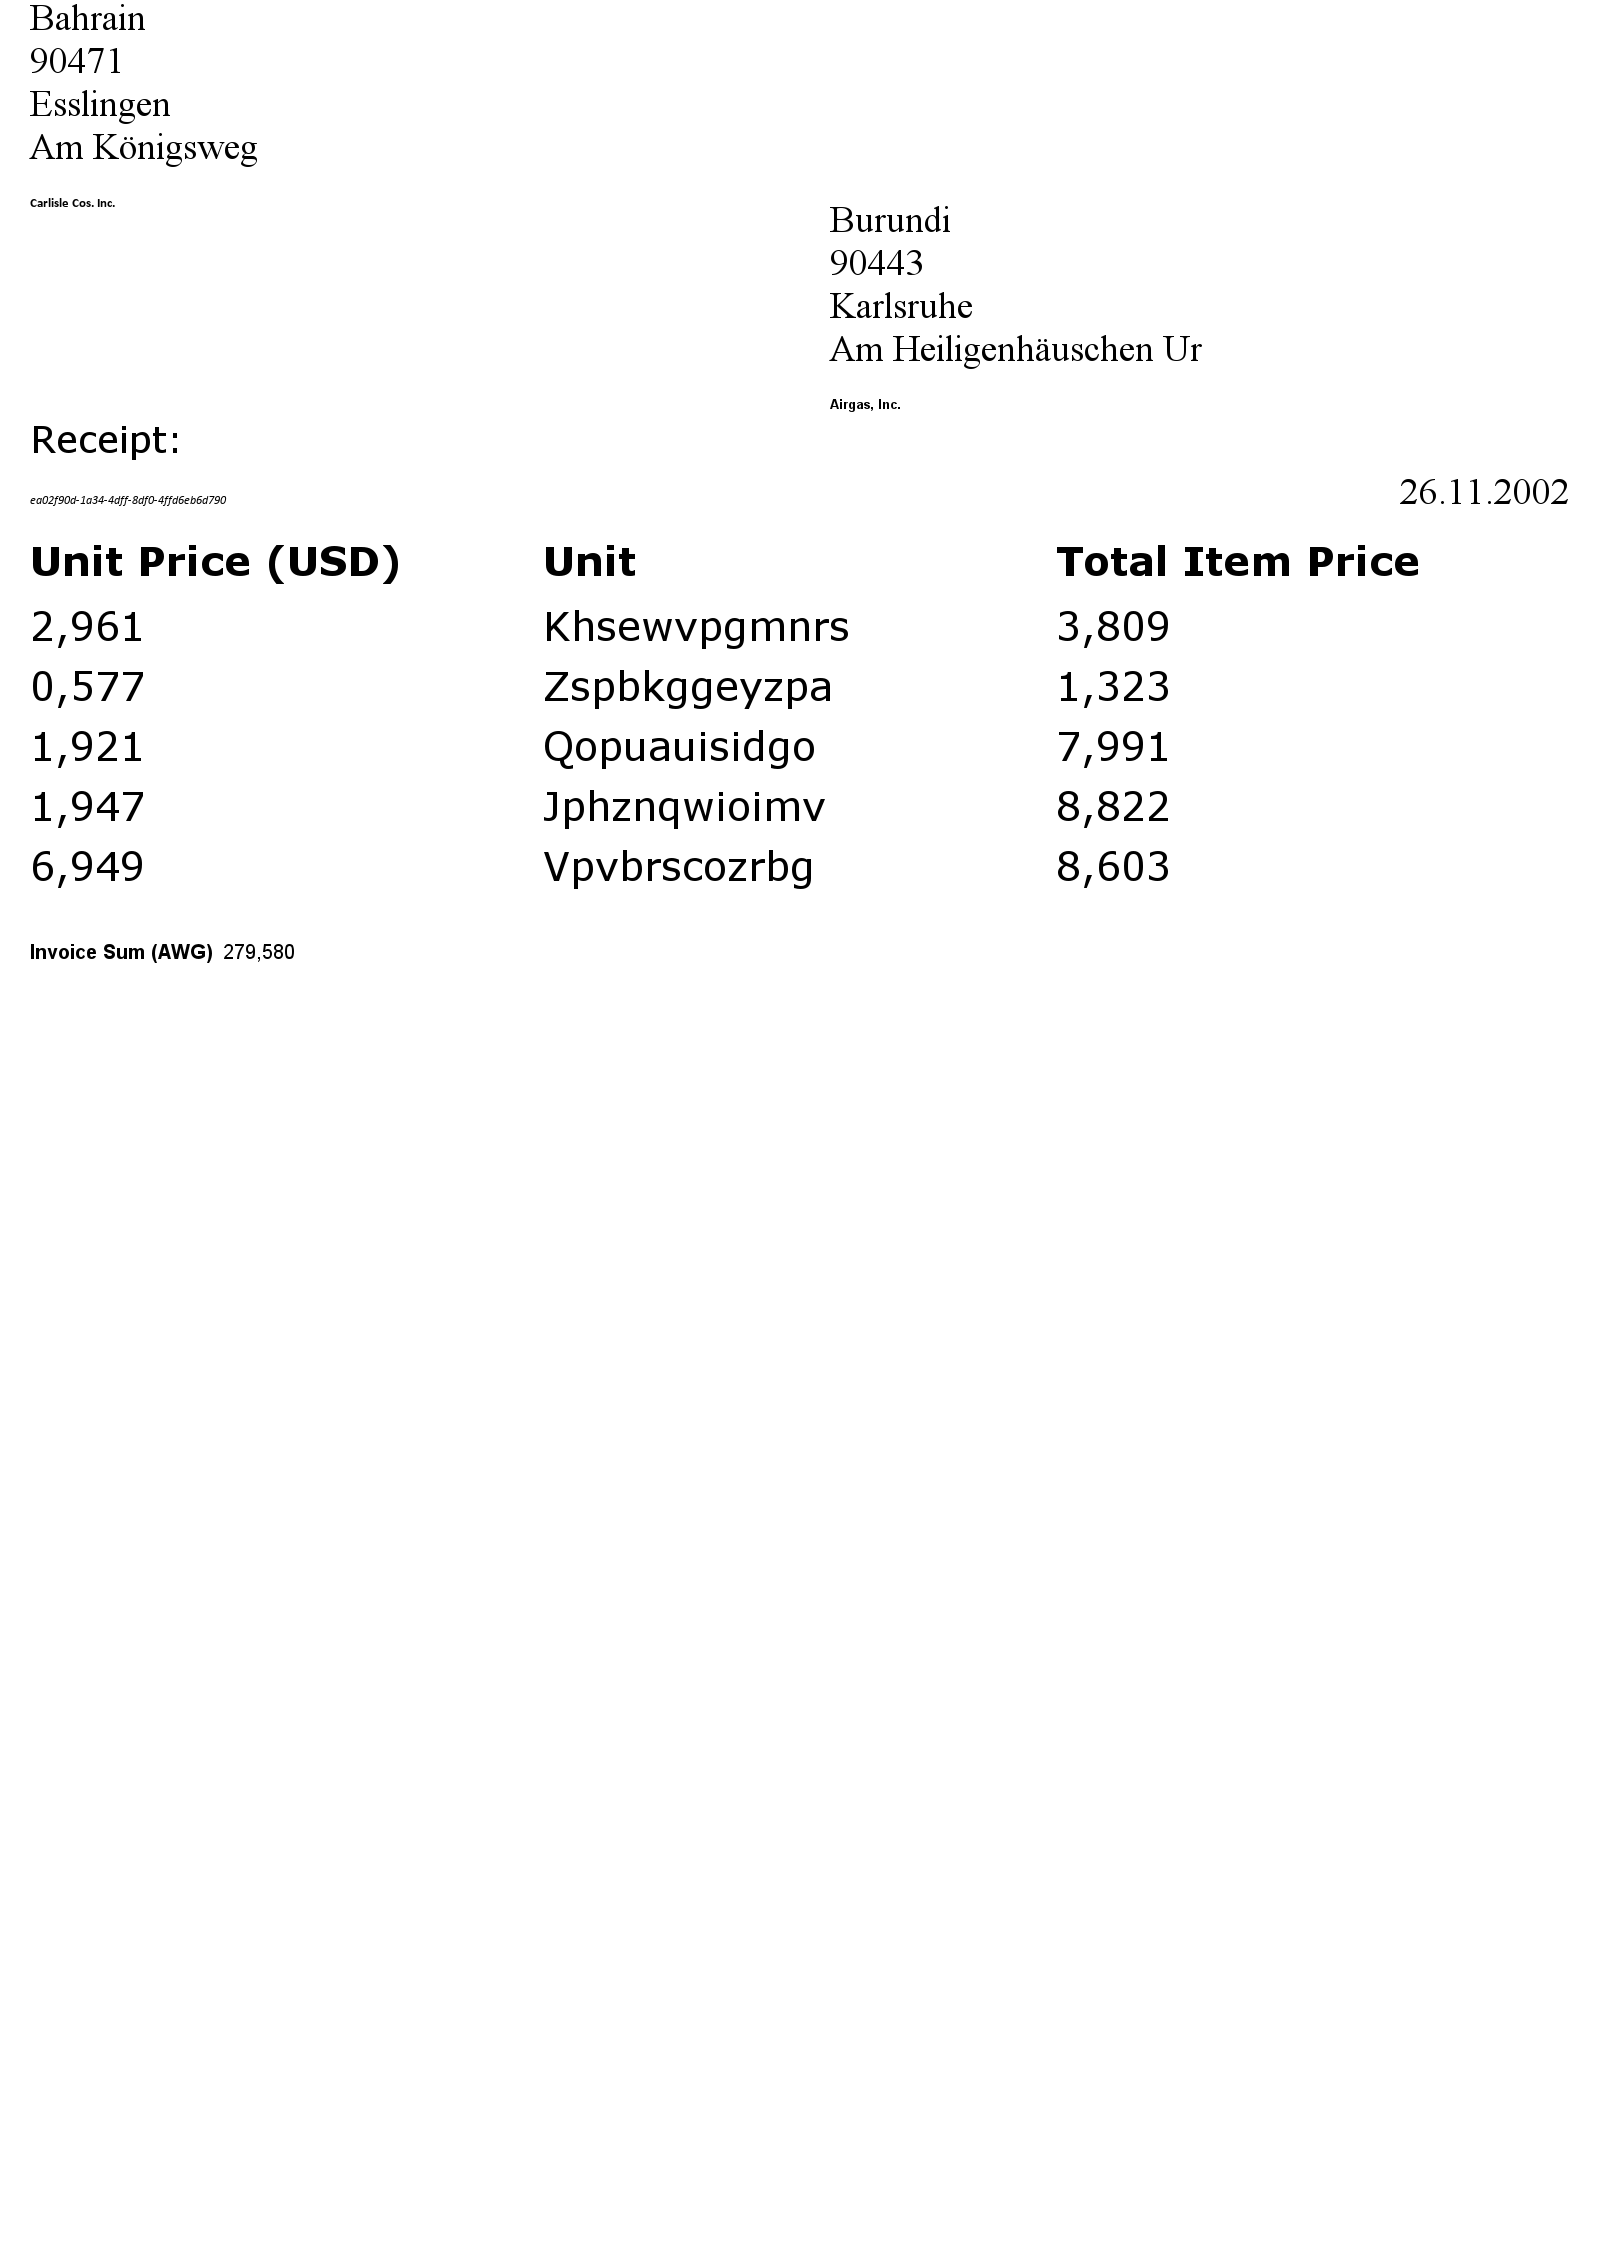 Bahrain
90471
Esslingen
Am Königsweg
Carlisle Cos. Inc.
Burundi
90443
Karlsruhe
Am Heiligenhäuschen Ur
Airgas, Inc.
Receipt:
ea02f90d-1a34-4dff-8df0-4ffd6eb6d790 26.11.2002
Unit Price (USD) Unit Total Item Price
2,961 Khsewvpgmnrs 3,809
0,577 Zspbkggeyzpa 1,323
1,921 Qopuauisidgo 7,991
1,947 Jphznqwioimv 8,822
6,949 Vpvbrscozrbg 8,603
Invoice Sum (AWG) 279,580